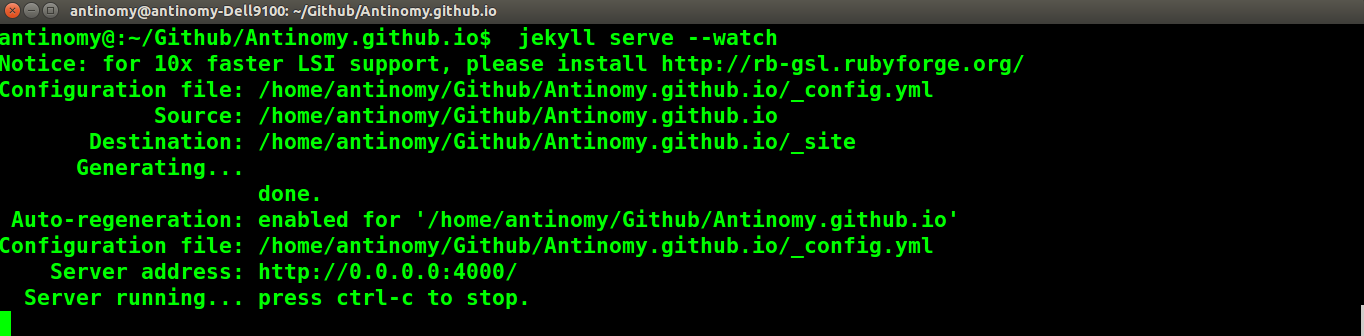 antinomy@antinomy-Dell9100: ~/Github/Antinomy.github.io
antinomy@:~/Github/Antinomy.github.io$  jekyll serve --watch
Notice: for 10x faster LSI support, please install http://rb-gsl.rubyforge.org/
Configuration file: /home/antinomy/Github/Antinomy.github.io/_config.yml
Source: /home/antinomy/Github/Antinomy.github.io
Destination: /home/antinomy/Github/Antinomy.github.io/_site
Generating...
done.
Auto-regeneration: enabled for '/home/antinomy/Github/Antinomy.github.io'
Configuration file: /home/antinomy/Github/Antinomy.github.io/_config.yml
Server address: http://0.0.0.0:4000/
Server running... press ctrl-c to stop.